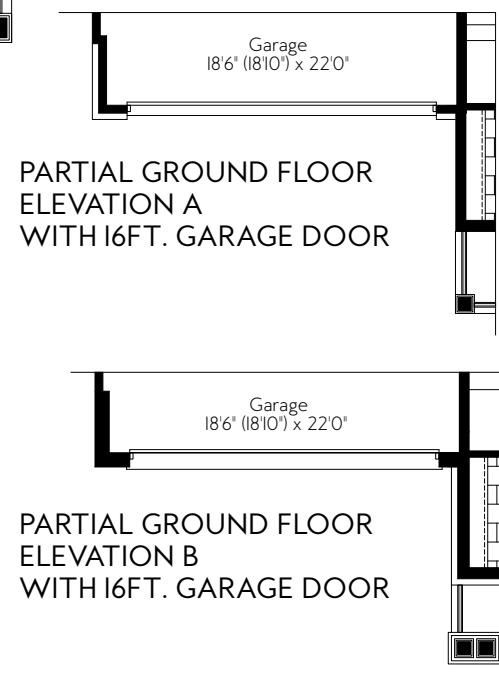 Garage
18'6" (18'10") x 22'0"
PARTIAL GROUND FLOOR
ELEVATION A
WITH 16FT. GARAGE DOOR
Garage
18'6" (18'10") x 22'0"
PARTIAL GROUND FLOOR
ELEVATION B
WITH 16FT. GARAGE DOOR